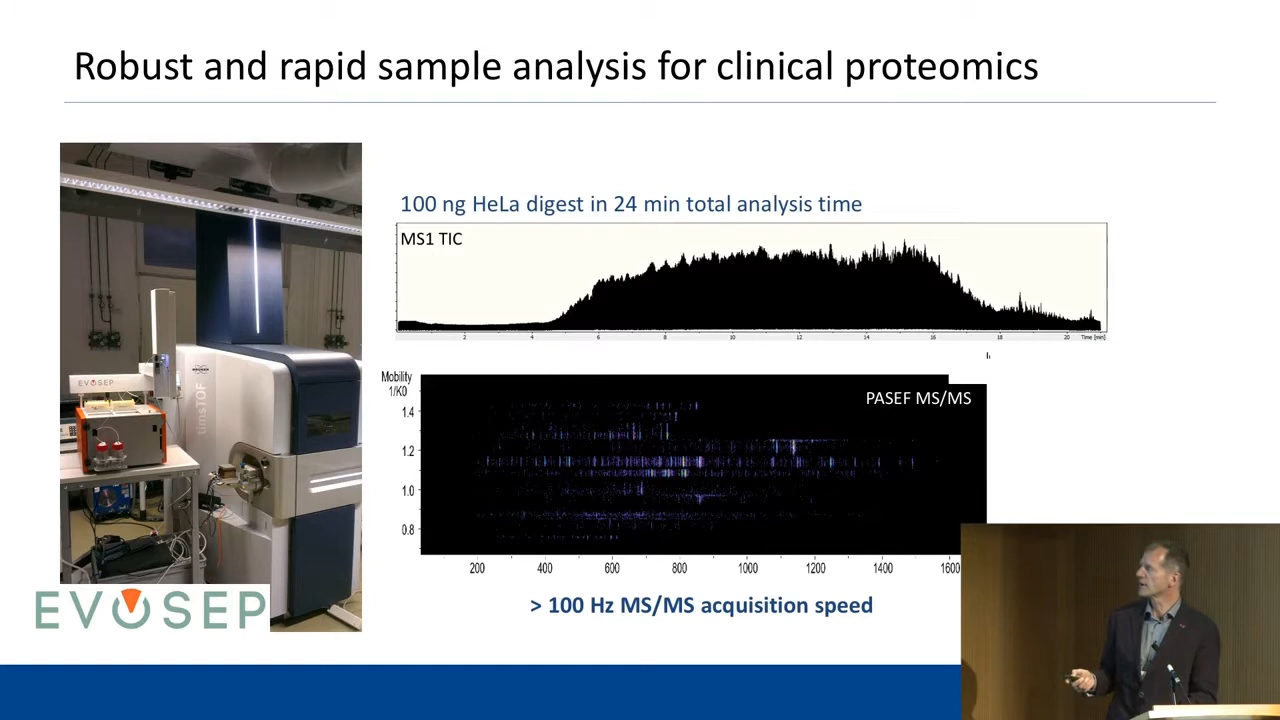 Robust and rapid sample analysis for clinical proteomics
100 ng HeLa digest in 24 min total analysis time
MS1 TIC
2 4 6 8 10 12 14 16 18 20 Time [min]
Mobility
1/K0
PASEF MS/MS
1.4
1.2
1.0
0.8
200 400 600 800 1000 1200 1400 1600
> 100 Hz MS/MS acquisition speed
EVOSEP
timsTOF
EVOSEP